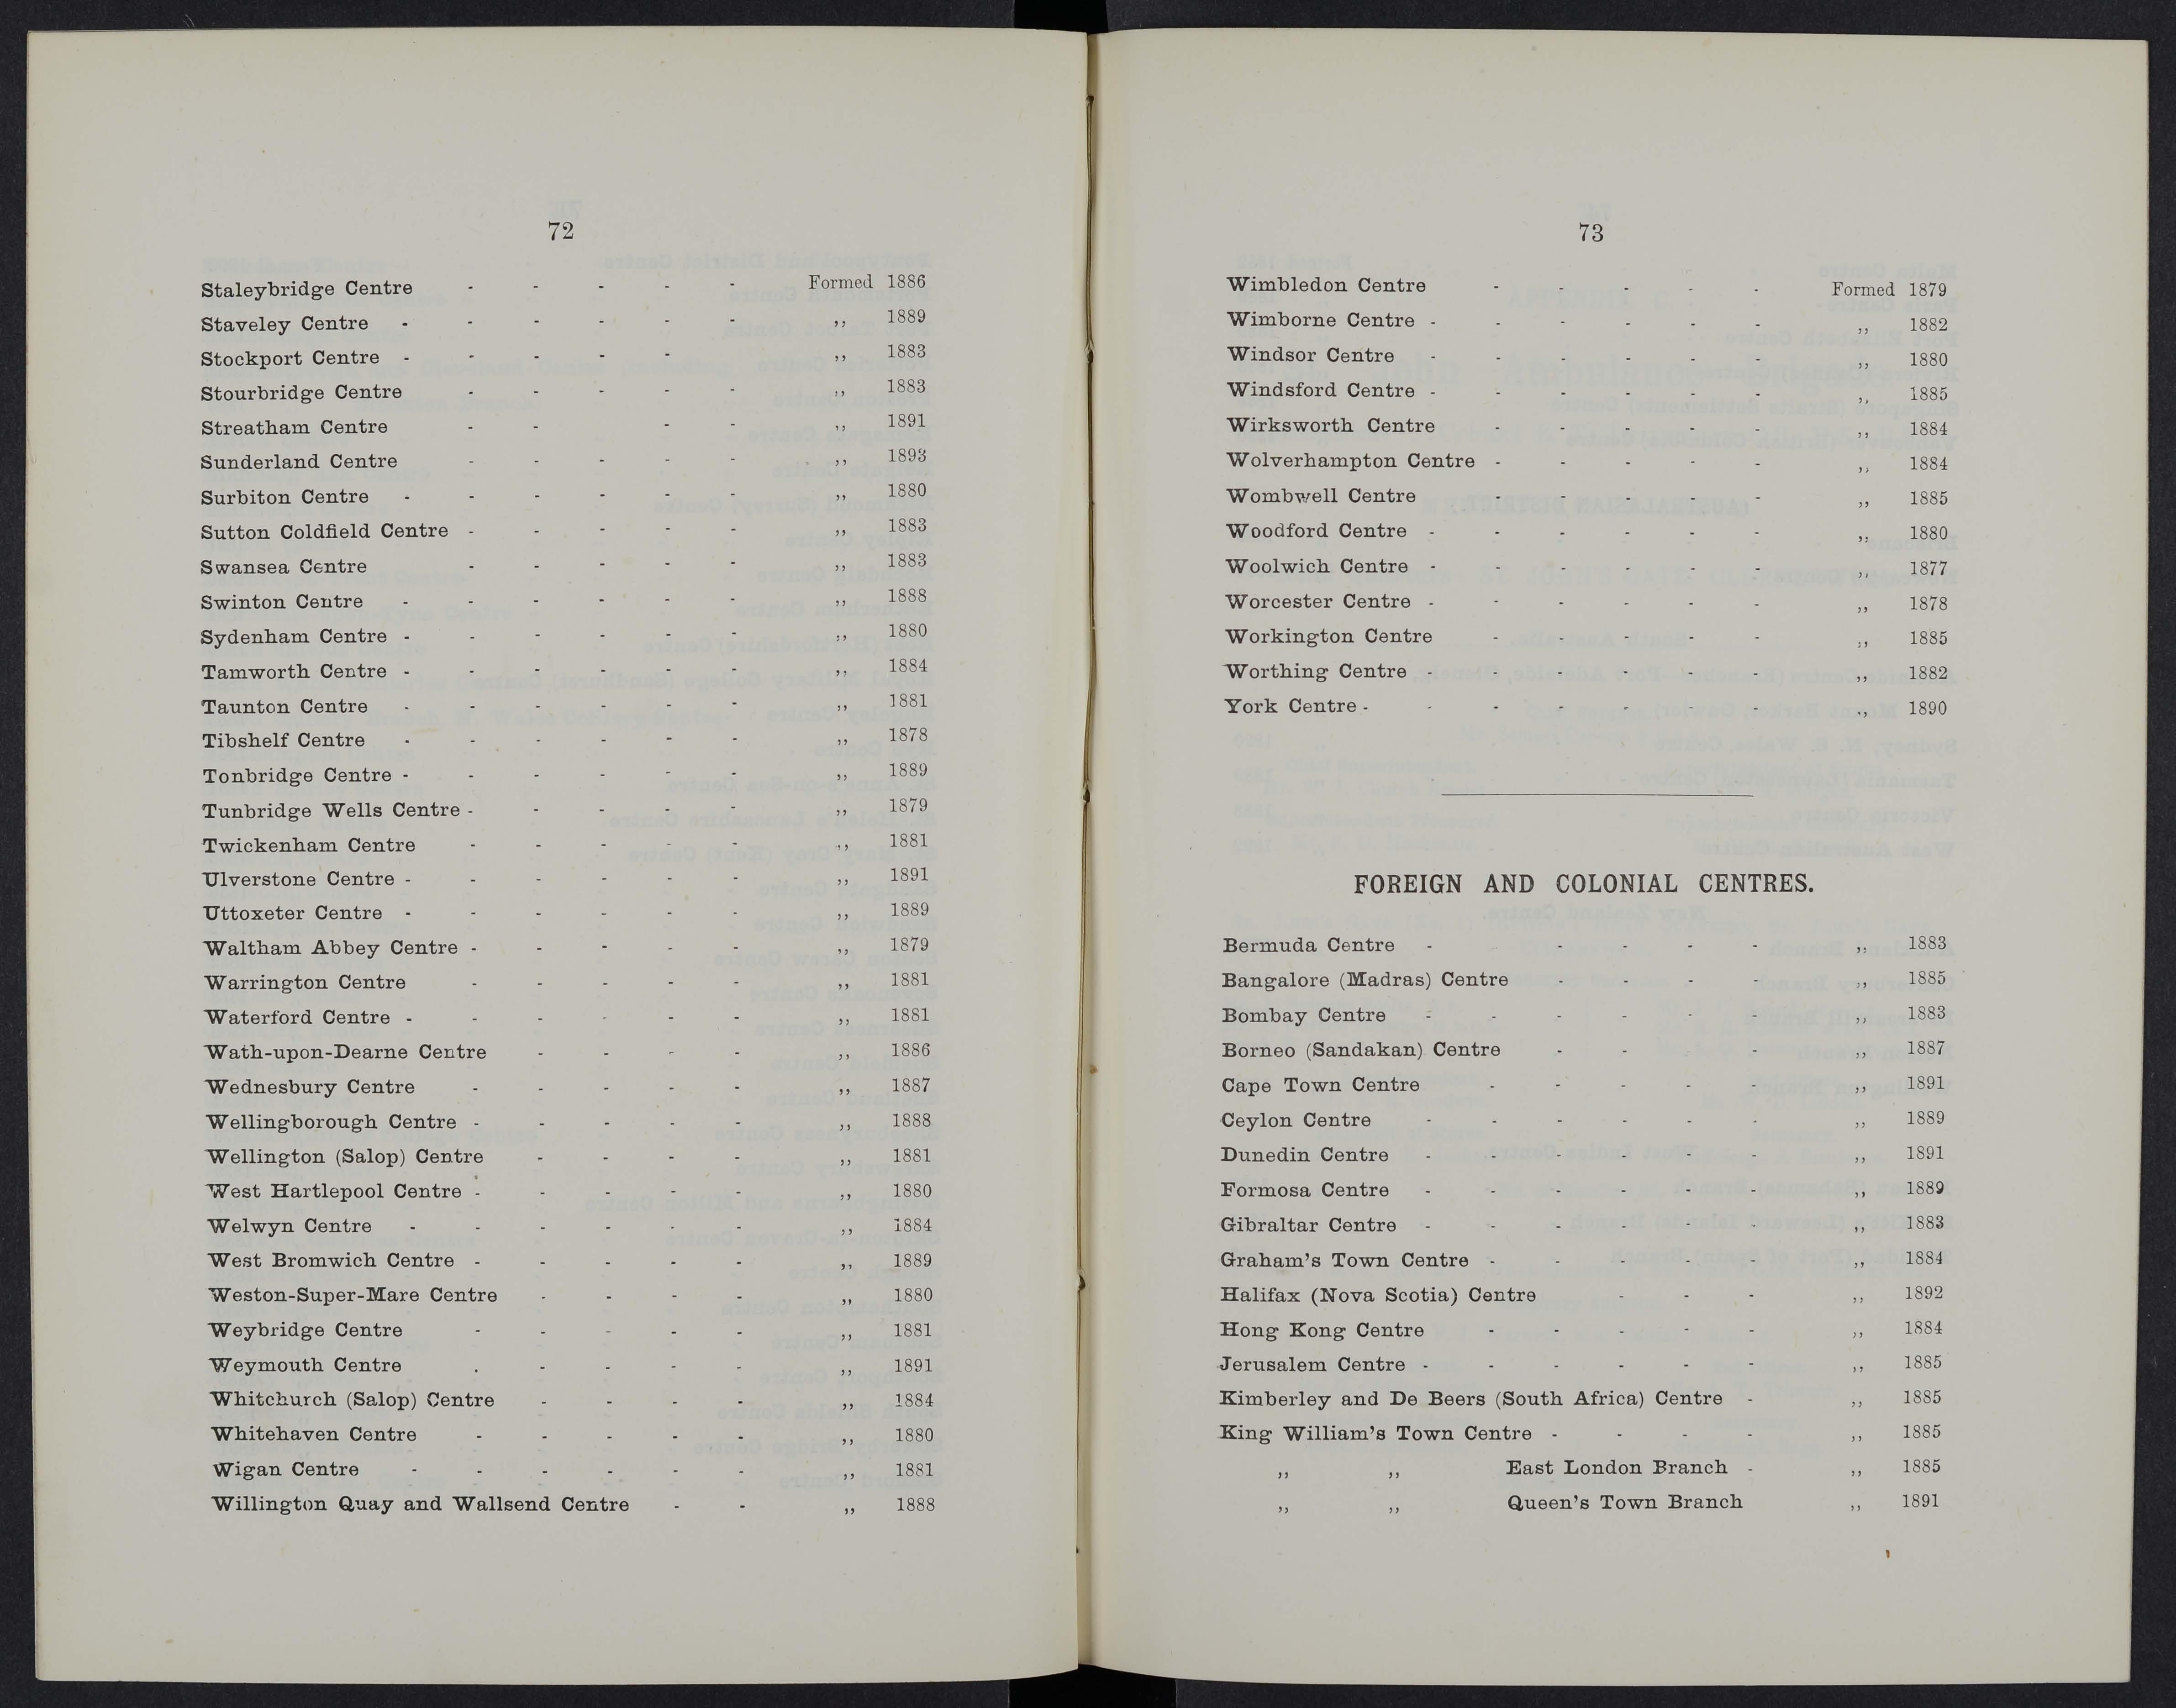 72
Staleybridge Centre - - - - - Formed 1886
Staveley Centre - - - - - - ,, 1889
Stockport Centre - - - - - ,, 1883
Stourbridge Centre - - - - - ,, 1883
Streatham Centre - - - - ,, 1891
Sunderland Centre - - - - - ,, 1893
Surbiton Centre - - - - - - ,, 1880
Sutton Coldfield Centre - - - - - ,, 1883
Swansea Centre - - - - - ,, 1883
Swinton Centre - - - - - - ,, 1888
Sydenham Centre - - - - - - ,, 1880
Tamworth Centre - - - - - - ,, 1884
Taunton Centre - - - - - - ,, 1881
Tibshelf Centre - - - - - - ,, 1878
Tonbridge Centre - - - - - - ,, 1889
Tunbridge Wells Centre - - - - - ,, 1879
Twickenham Centre - - - - - ,, 1881
Ulverstone Centre - - - - - - ,, 1891
Uttoxeter Centre - - - - - - ,, 1889
Waltham Abbey Centre - - - - - ,, 1879
Warrington Centre - - - - - ,, 1881
Waterford Centre - - - - - - ,, 1881
Wath-upon-Dearne Centre - - - - ,, 1886
Wednesbury Centre - - - - - ,, 1887
Wellingborough Centre - - - - - ,, 1888
Wellington (Salop) Centre - - - - ,, 1881
West Hartlepool Centre - - - - - ,, 1880
Welwyn Centre - - - - - - ,, 1884
West Bromwich Centre - - - - - ,, 1889
Weston-Super-Mare Centre - - - - ,, 1880
Weybridge Centre - - - - - ,, 1881
Weymouth Centre - - - - - ,, 1891
Whitchurch (Salop) Centre - - - - ,, 1884
Whitehaven Centre - - - - - ,, 1880
Wigan Centre - - - - - - ,, 1881
Willington Quay and Wallsend Centre - - ,, 1888
73
Wimbledon Centre - - - - - Formed 1879
Wimborne Centre - - - - - - ,, 1882
Windsor Centre - - - - - - ,, 1880
Windsford Centre - - - - - - ,, 1885
Wirksworth Centre - - - - - ,, 1884
Wolverhampton Centre - - - - - ,, 1884
Wombwell Centre - - - - - ,, 1885
Woodford Centre - - - - - - ,, 1880
Woolwich Centre - - - - - - ,, 1877
Worcester Centre - - - - - - ,, 1878
Workington Centre - - - - - ,, 1885
Worthing Centre - - - - - - ,, 1882
York Centre - - - - - - - ,, 1890
FOREIGN AND COLONIAL CENTRES.
Bermuda Centre - - - - - - ,, 1883
Bangalore (Madras) Centre - - - ,, 1885
Bombay Centre - - - - - - ,, 1883
Borneo (Sandakan) Centre - - - - ,, 1887
Cape Town Centre - - - - - ,, 1891
Ceylon Centre - - - - - - ,, 1889
Dunedin Centre - - - - - - ,, 1891
Formosa Centre - - - - - - ,, 1889
Gibraltar Centre - - - - - - ,, 1883
Graham's Town Centre - - - - - ,, 1884
Halifax (Nova Scotia) Centre - - - ,, 1892
Hong Kong Centre - - - - - ,, 1884
Jerusalem Centre - - - - - - ,, 1885
Kimberley and De Beers (South Africa) Centre - ,, 1885
King William's Town Centre - - - - ,, 1885
,, ,, East London Branch - ,, 1885
,, ,, Queen's Town Branch ,, 1891